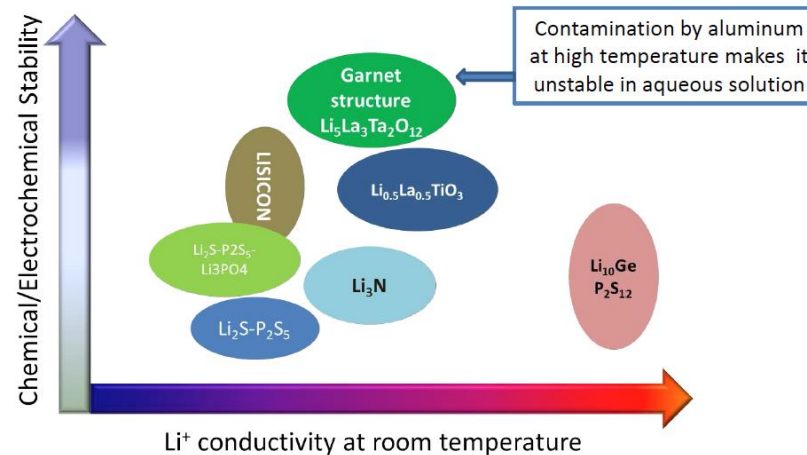 Contamination by aluminum
at high temperature makes it
unstable in aqueous solution
Garnet
structure
Li₅La₃Ta₂O₁₂
LISICON
Li₀.₅La₀.₅TiO₃
Li₂S-P2S₅-
Li3PO4
Li₃N
Li₁₀Ge
P₂S₁₂
Li₂S-P₂S₅
Chemical/Electrochemical Stability
Li⁺ conductivity at room temperature